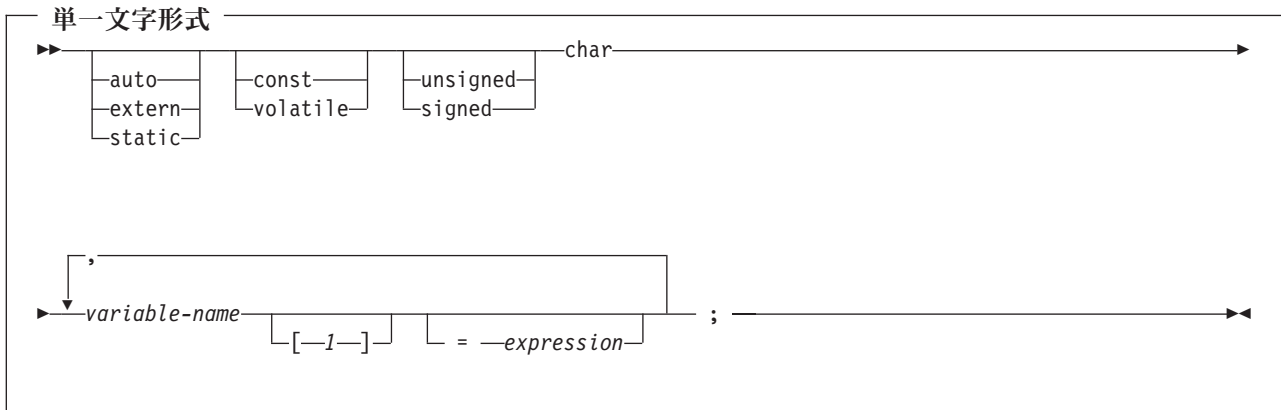 単一文字形式
char
auto const unsigned
extern volatile signed
static
,
variable-name ;
[ 1 ] = expression